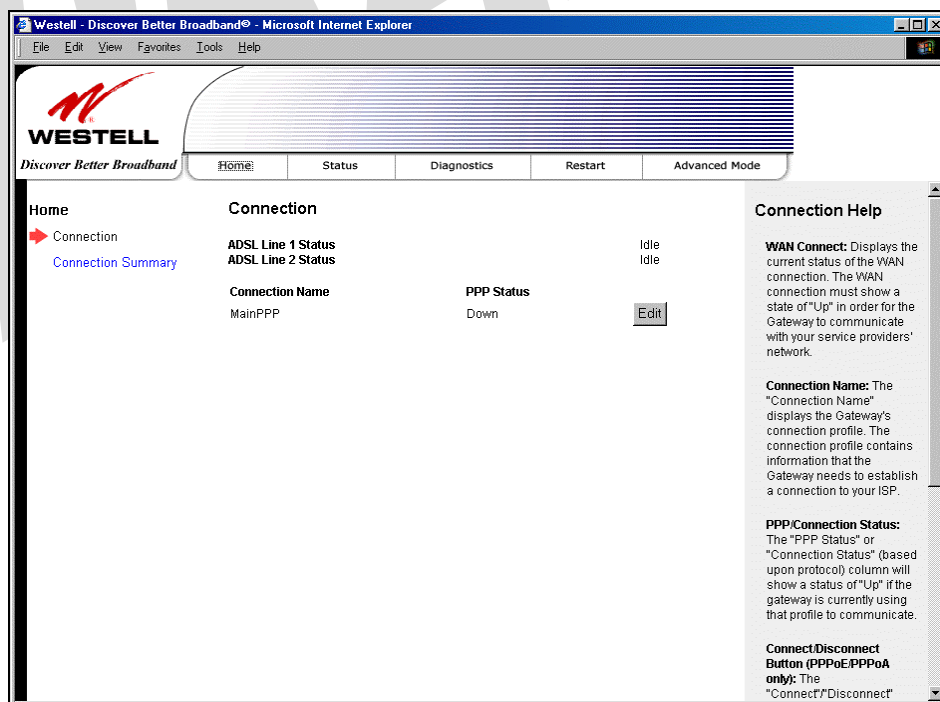 Westell - Discover Better Broadband® - Microsoft Internet Explorer
File Edit View Favorites Tools Help
WESTELL
®
Discover Better Broadband
Home Status Diagnostics Restart Advanced Mode
Home
Connection
Connection Summary
Connection
ADSL Line 1 Status Idle
ADSL Line 2 Status Idle
Connection Name PPP Status
MainPPP Down Edit
Connection Help
WAN Connect: Displays the
current status of the WAN
connection. The WAN
connection must show a
state of "Up" in order for the
Gateway to communicate
with your service providers'
network.
Connection Name: The
"Connection Name"
displays the Gateway's
connection profile. The
connection profile contains
information that the
Gateway needs to establish
a connection to your ISP.
PPP/Connection Status:
The "PPP Status" or
"Connection Status" (based
upon protocol) column will
show a status of "Up" if the
gateway is currently using
that profile to communicate.
Connect/Disconnect
Button (PPPoE/PPPoA
only): The
"Connect"/"Disconnect"